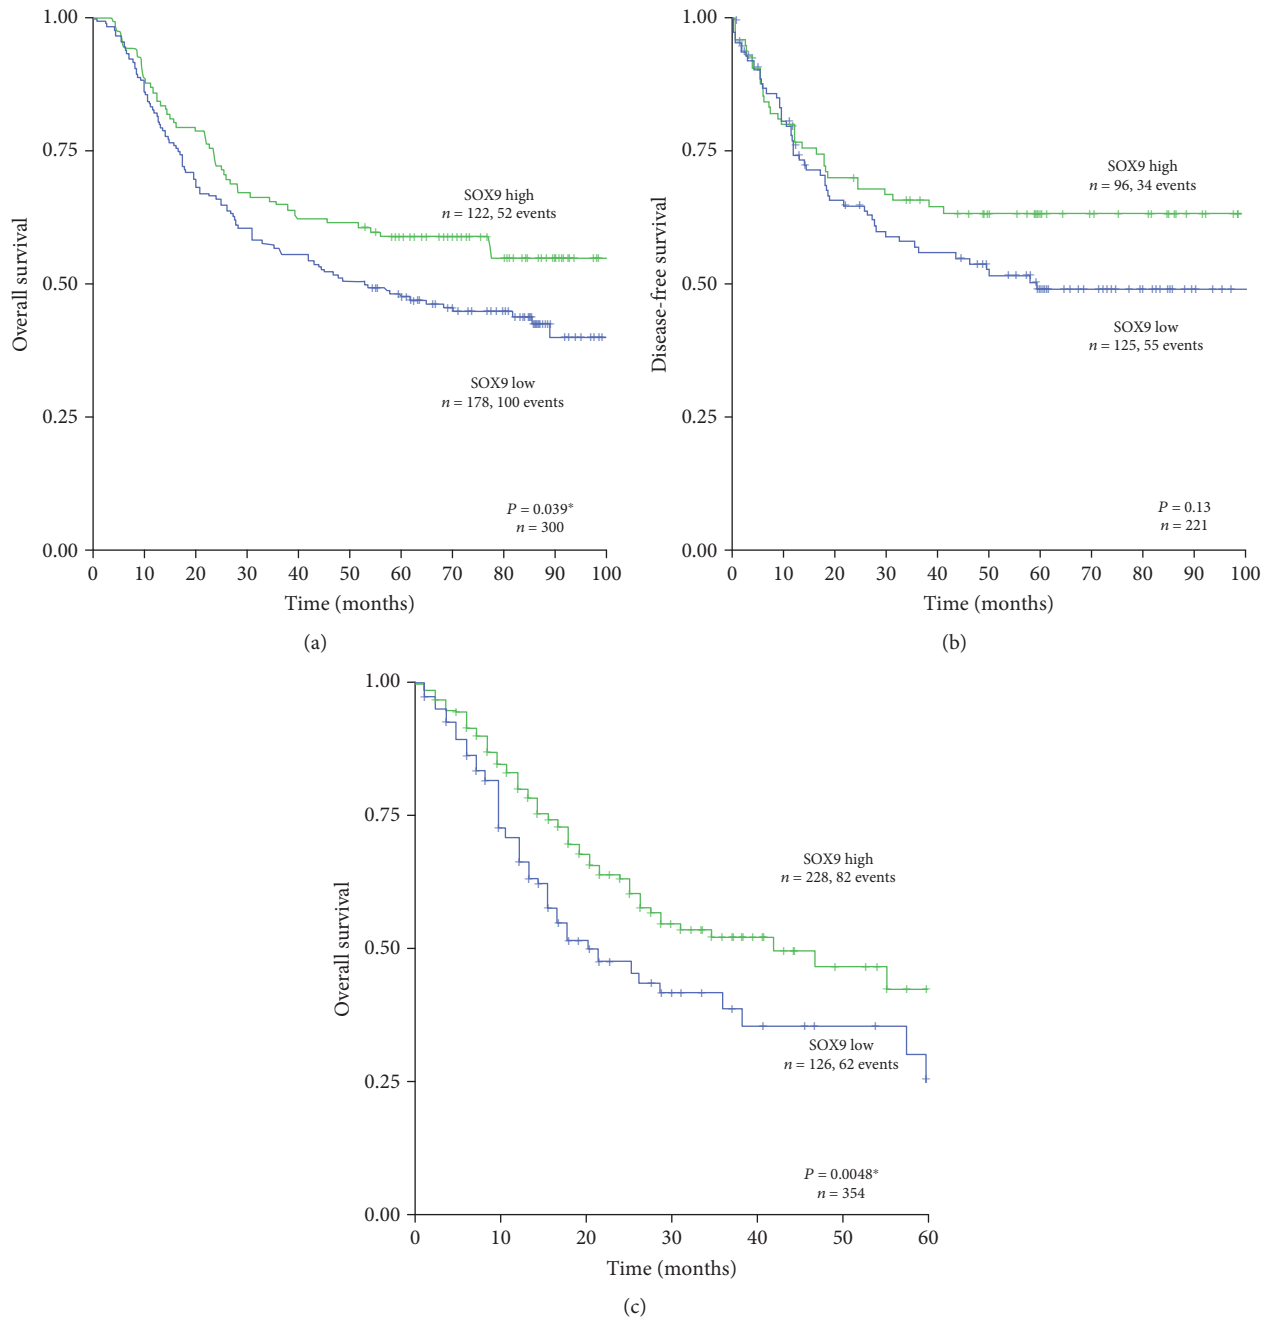 1.00
0.75
0.50
0.25
0.00
Overall survival
SOX9 high
n = 122, 52 events
SOX9 low
n = 178, 100 events
P = 0.039*
n = 300
0 10 20 30 40 50 60 70 80 90 100
Time (months)
(a)
1.00
0.75
0.50
0.25
0.00
Disease-free survival
SOX9 high
n = 96, 34 events
SOX9 low
n = 125, 55 events
P = 0.13
n = 221
0 10 20 30 40 50 60 70 80 90 100
Time (months)
(b)
1.00
0.75
0.50
0.25
0.00
Overall survival
SOX9 high
n = 228, 82 events
SOX9 low
n = 126, 62 events
P = 0.0048*
n = 354
0 10 20 30 40 50 60
Time (months)
(c)